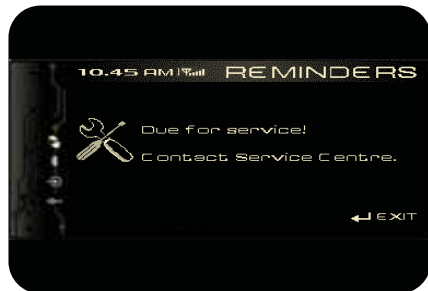 10.45 AM REMINDERS
Due for service!
Contact Service Centre.
EXIT